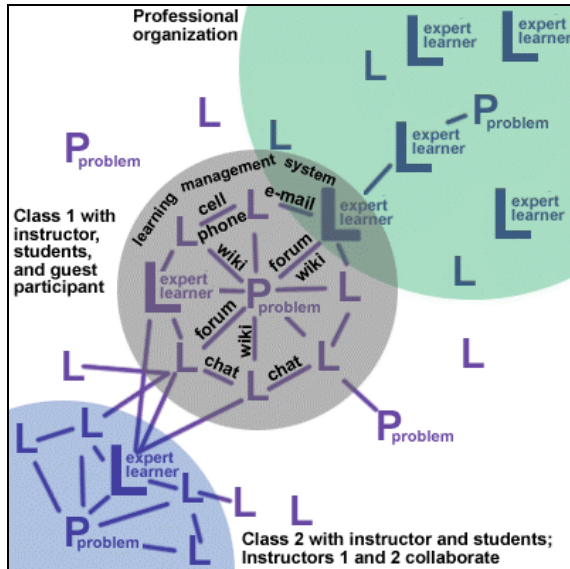 Professional
organization
L expert
learner
L expert
learner
L
L
P
problem
L
L expert
learner
P
problem
learning management system
cell
phone
L
e-mail
L expert
learner
L expert
learner
Class 1 with
instructor,
students,
and guest
participant
L
wiki
forum
wiki
L expert
learner
P
problem
L
L
forum
wiki
L
L
chat
L
chat
L
L
P
problem
L
L
L expert
learner
L
L
L
P
problem
L
Class 2 with instructor and students;
Instructors 1 and 2 collaborate